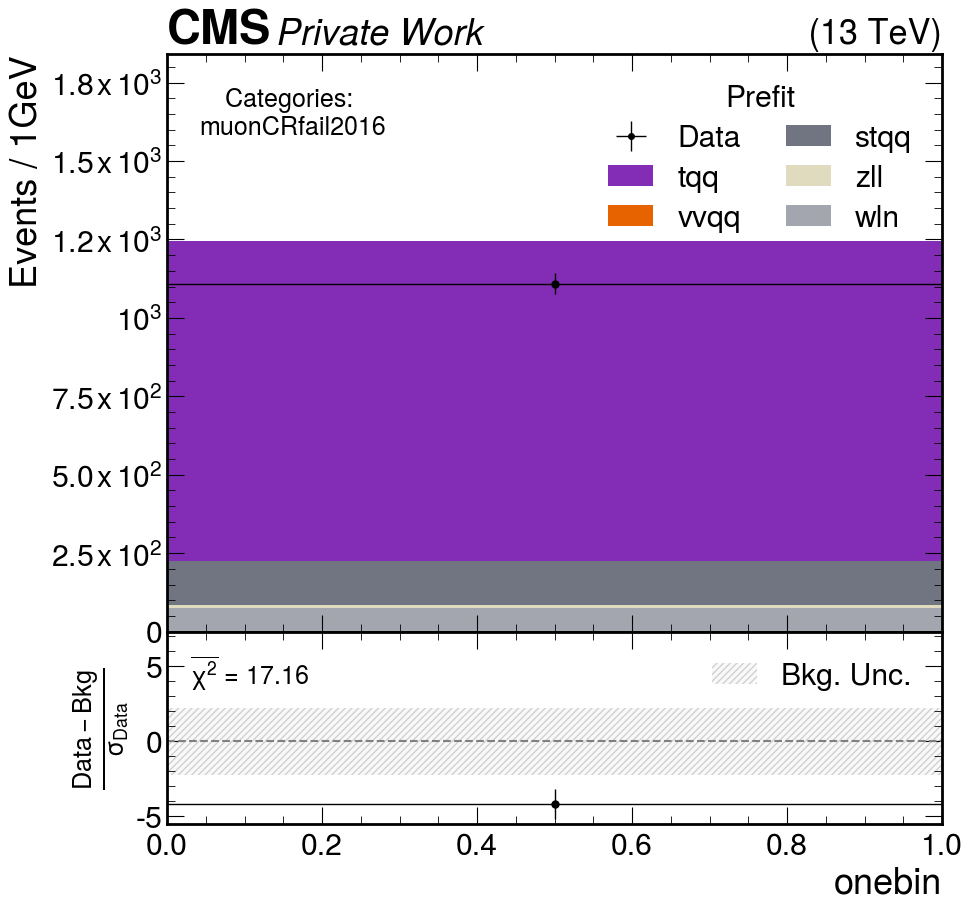 CMS Private Work (13 TeV)
Events / 1GeV
1.8 x 10³
1.5 x 10³
1.2 x 10³
10³
7.5 x 10²
5.0 x 10²
2.5 x 10²
0
Categories:
muonCRfail2016
Prefit
Data
tqq
vvqq
stqq
zll
wln
Data – Bkg
σData
5
0
-5
χ² = 17.16
Bkg. Unc.
0.0 0.2 0.4 0.6 0.8 1.0
onebin